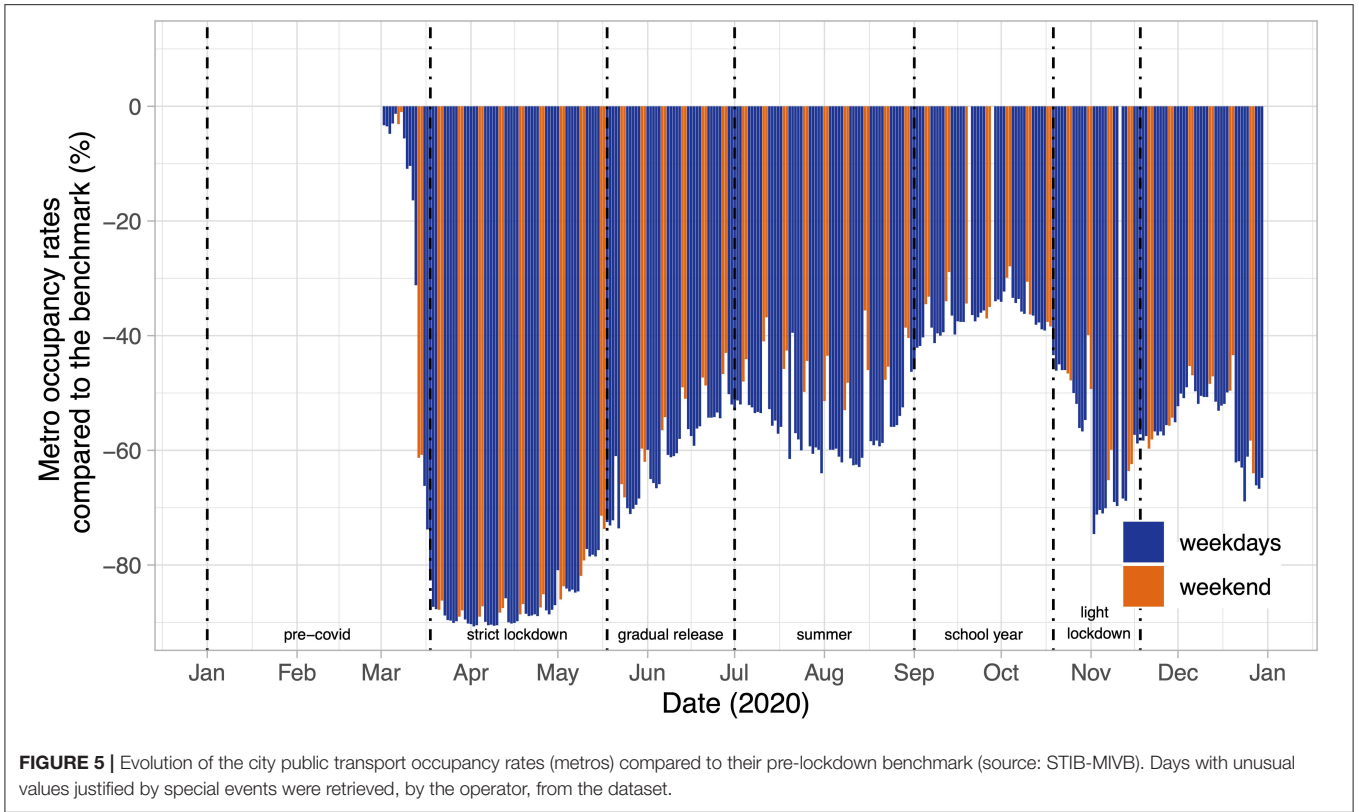 Metro occupancy rates
compared to the benchmark (%)
0
−20
−40
−60
−80
weekdays
weekend
pre−covid
strict lockdown
gradual release
summer
school year
light
lockdown
Jan
Feb
Mar
Apr
May
Jun
Jul
Aug
Sep
Oct
Nov
Dec
Jan
Date (2020)
FIGURE 5 | Evolution of the city public transport occupancy rates (metros) compared to their pre-lockdown benchmark (source: STIB-MIVB). Days with unusual
values justified by special events were retrieved, by the operator, from the dataset.